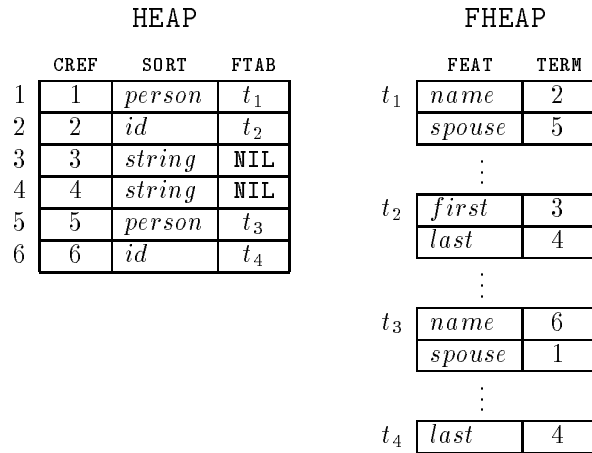 HEAP FHEAP
CREF SORT FTAB FEAT TERM
1 1 person t1 t1 name 2
2 2 id t2 spouse 5
3 3 string NIL ⋮
4 4 string NIL t2 first 3
5 5 person t3 last 4
6 6 id t4 ⋮
t3 name 6
spouse 1
⋮
t4 last 4